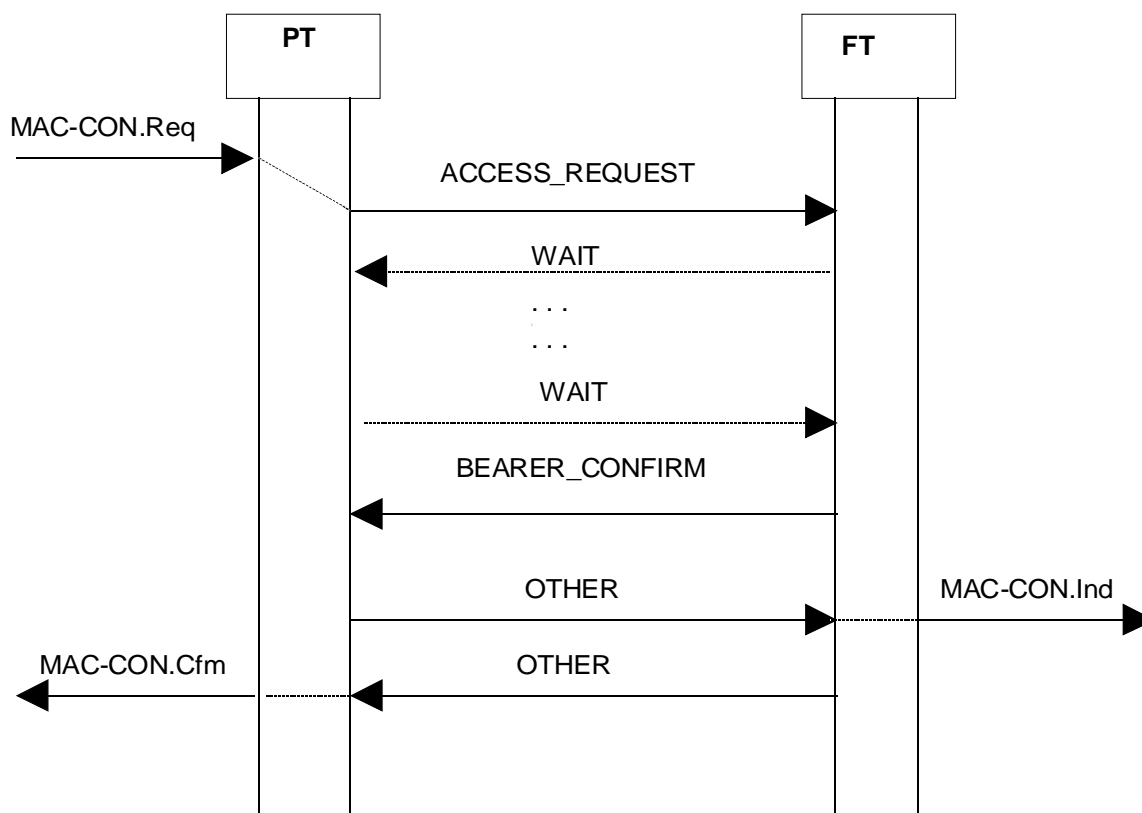 PT
FT
MAC-CON.Req
ACCESS_REQUEST
WAIT
. . .
. . .
WAIT
BEARER_CONFIRM
OTHER
MAC-CON.Ind
MAC-CON.Cfm
OTHER